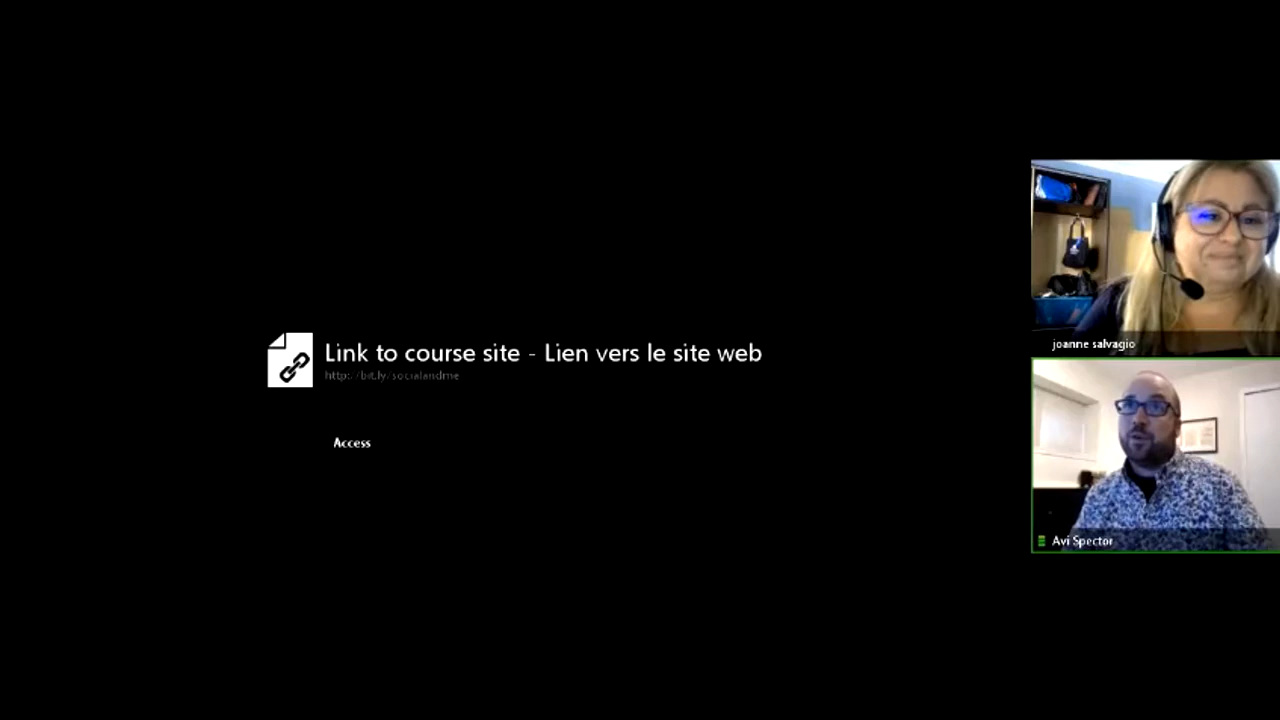 Link to course site - Lien vers le site web
http://bit.ly/socialandme
Access
joanne salvagio
Avi Spector